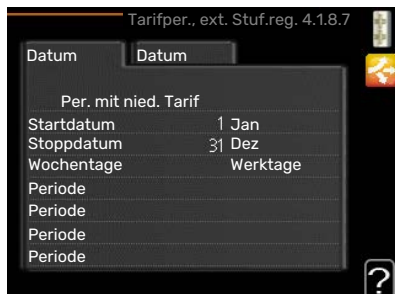 Tarifper., ext. Stuf.reg. 4.1.8.7
Datum Datum
Per. mit nied. Tarif
Startdatum 1 Jan
Stoppdatum 31 Dez
Wochentage Werktage
Periode
Periode
Periode
Periode
?